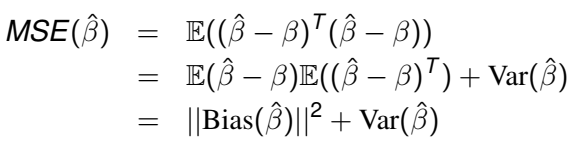 MSE(β̂) = 𝔼((β̂ − β)ᵀ(β̂ − β))
= 𝔼(β̂ − β)𝔼((β̂ − β)ᵀ) + Var(β̂)
= ||Bias(β̂)||² + Var(β̂)